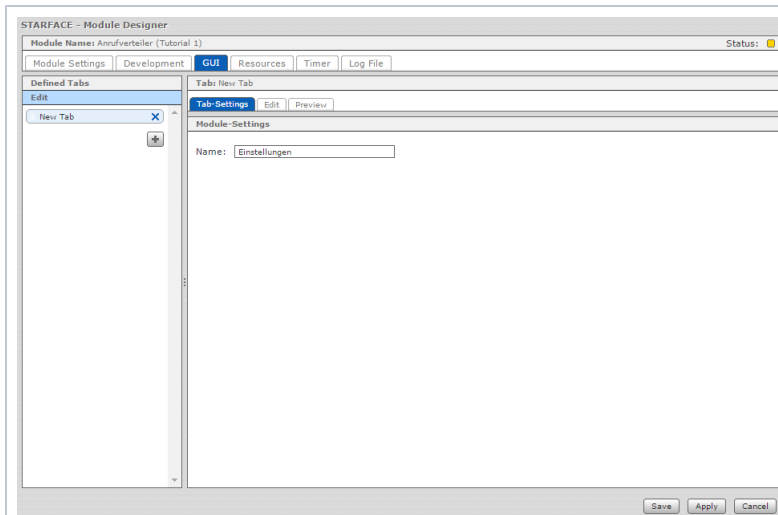 STARFACE - Module Designer
Module Name: Anrufverteiler (Tutorial 1) Status:
Module Settings Development GUI Resources Timer Log File
Defined Tabs Tab: New Tab
Edit
Tab-Settings Edit Preview
New Tab
Module-Settings
Name: Einstellungen
Save Apply Cancel